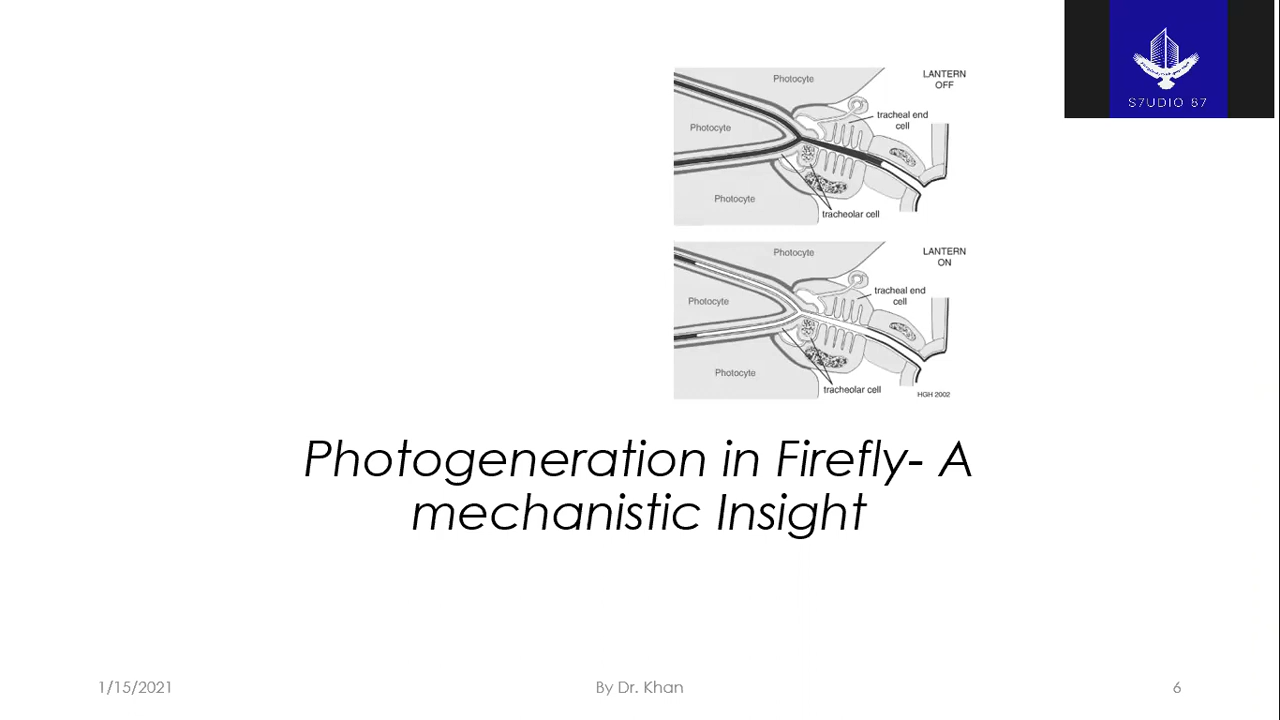 Photocyte
LANTERN
OFF
tracheal end
cell
Photocyte
Photocyte
tracheolar cell
Photocyte
LANTERN
ON
tracheal end
cell
Photocyte
Photocyte
tracheolar cell
HGH 2002
S7UDIO 87
Photogeneration in Firefly- A
mechanistic Insight
1/15/2021
By Dr. Khan
6